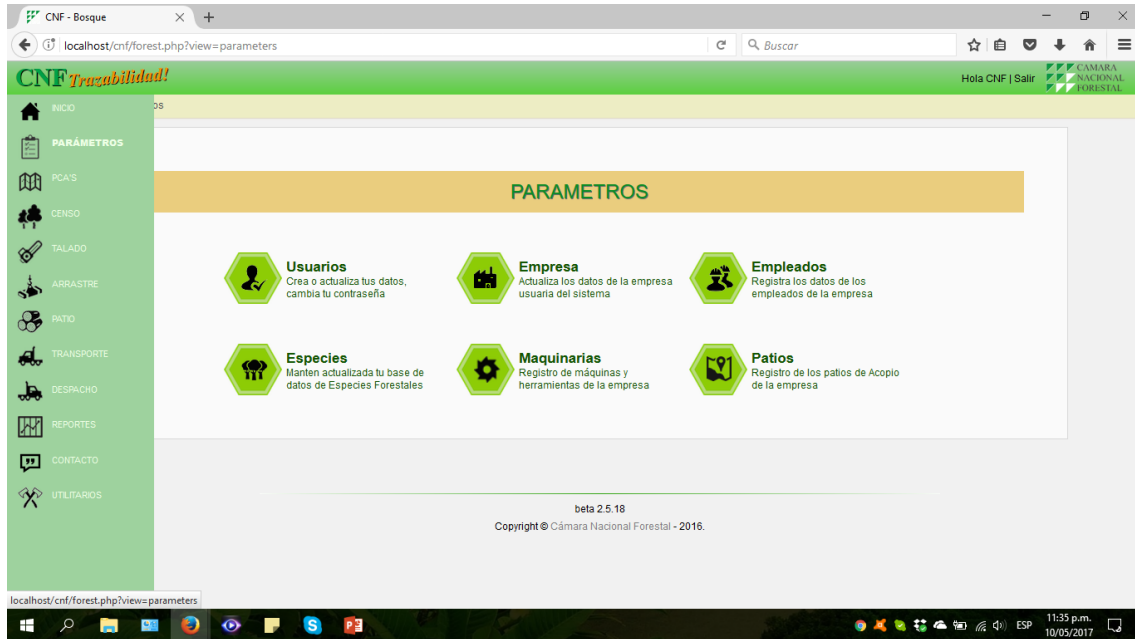 CNF - Bosque
localhost/cnf/forest.php?view=parameters
Buscar
CNF Trazabilidad!
Hola CNF | Salir
CAMARA
NACIONAL
FORESTAL
INICIO
os
PARÁMETROS
PCA'S
CENSO
TALADO
ARRASTRE
PATIO
TRANSPORTE
DESPACHO
REPORTES
CONTACTO
UTILITARIOS
PARAMETROS
Usuarios
Crea o actualiza tus datos,
cambia tu contraseña
Empresa
Actualiza los datos de la empresa
usuaria del sistema
Empleados
Registra los datos de los
empleados de la empresa
Especies
Manten actualizada tu base de
datos de Especies Forestales
Maquinarias
Registro de máquinas y
herramientas de la empresa
Patios
Registro de los patios de Acopio
de la empresa
beta 2.5.18
Copyright © Cámara Nacional Forestal - 2016.
localhost/cnf/forest.php?view=parameters
ESP
11:35 p.m.
10/05/2017